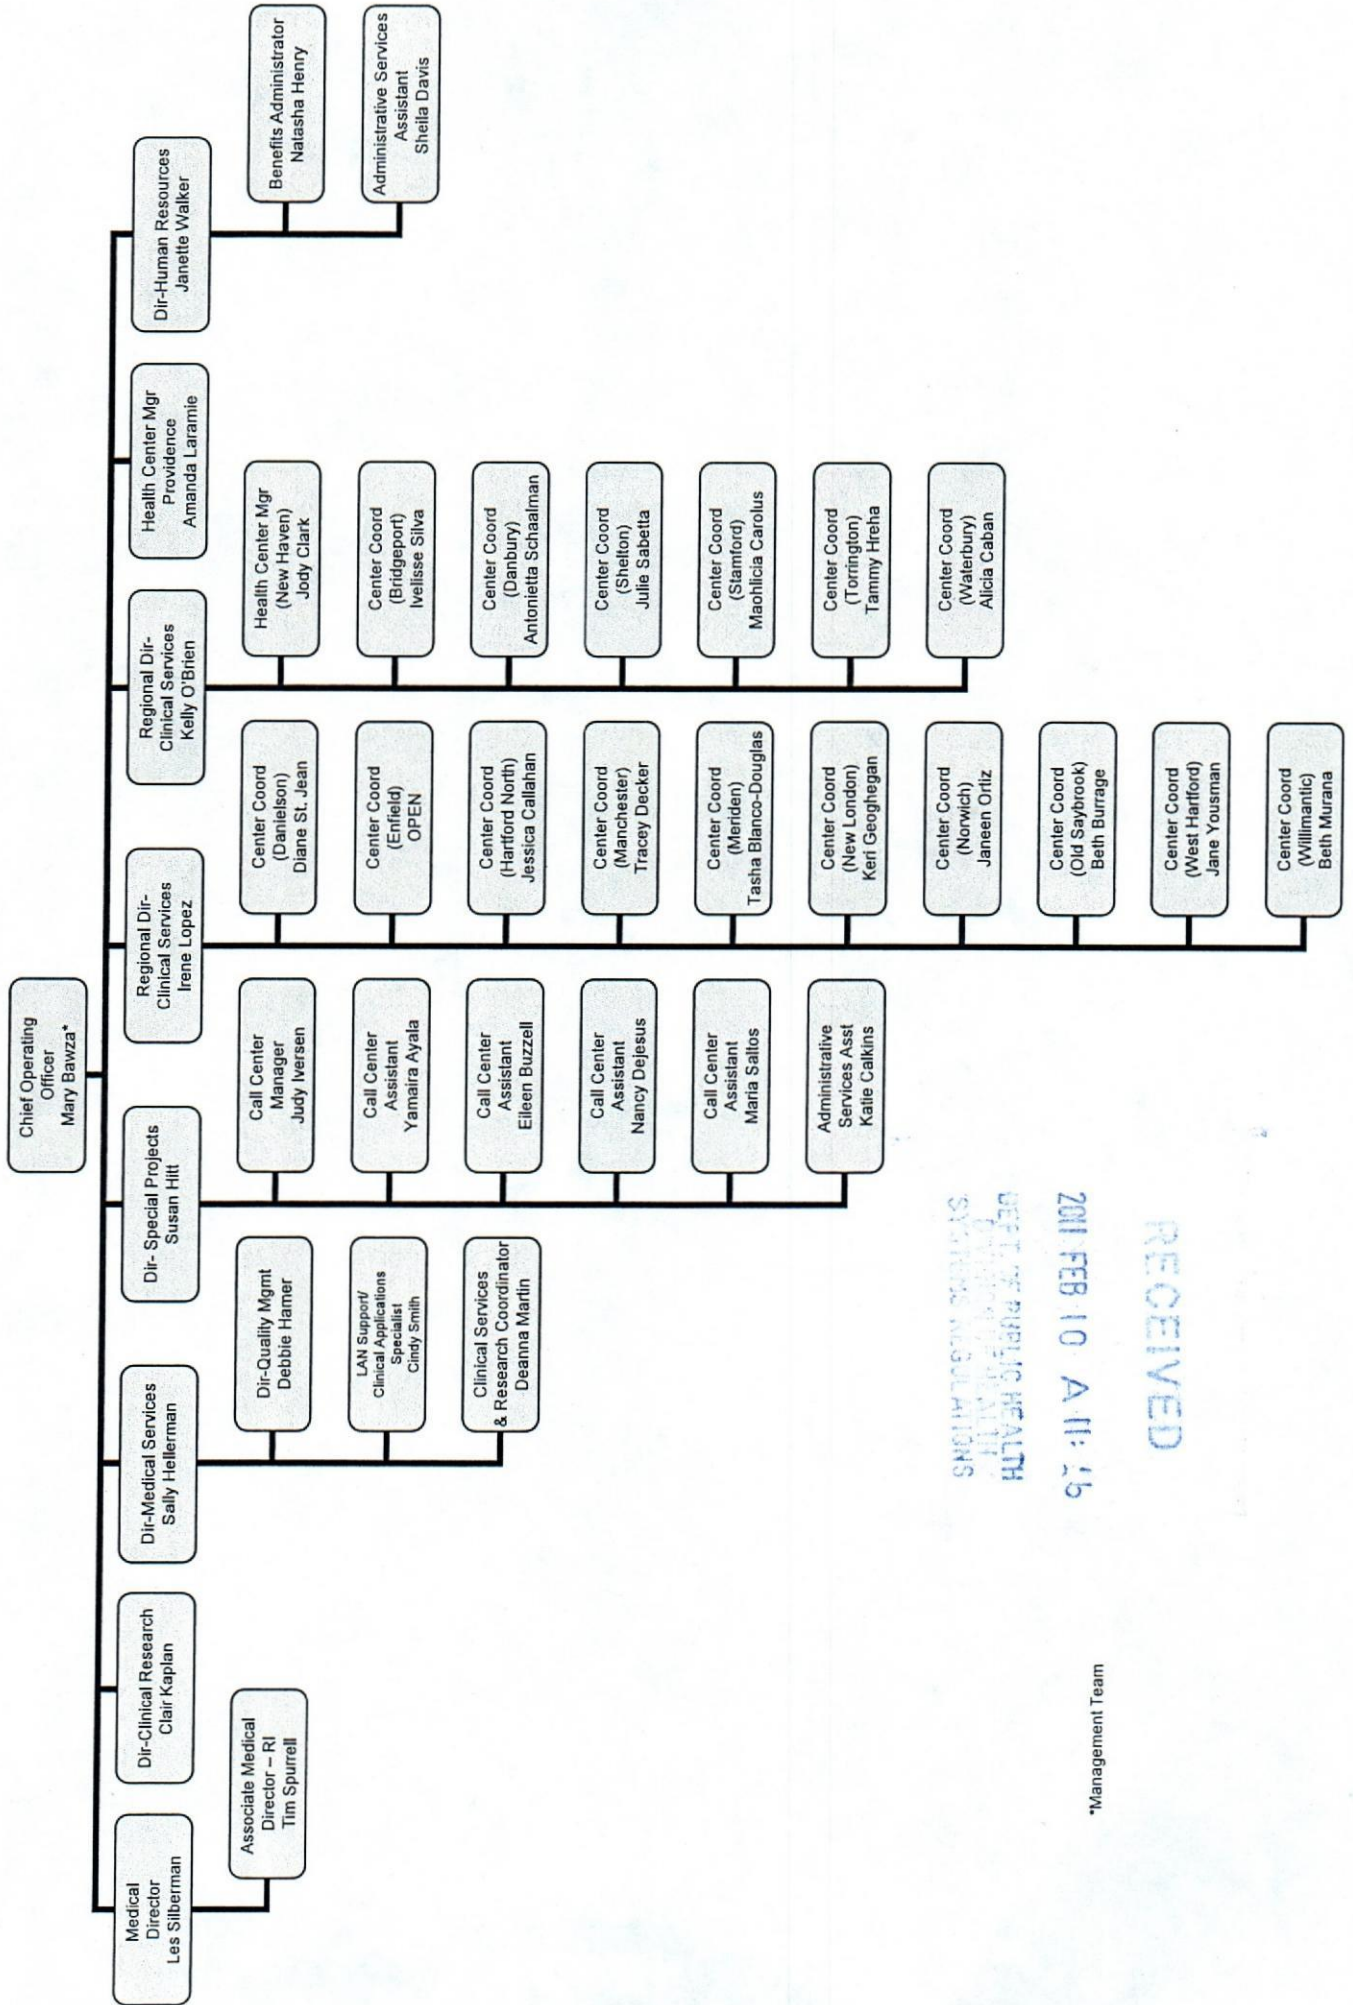 Chief Operating
Officer
Mary Bawza*
Medical
Director
Les Silberman
Associate Medical
Director – RI
Tim Spurrell
Dir-Clinical Research
Clair Kaplan
Dir-Medical Services
Sally Hellerman
Dir-Quality Mgmt
Debbie Hamer
LAN Support/
Clinical Applications
Specialist
Cindy Smith
Clinical Services
& Research Coordinator
Deanna Martin
Dir- Special Projects
Susan Hitt
Call Center
Manager
Judy Iversen
Call Center
Assistant
Yamaira Ayala
Call Center
Assistant
Eileen Buzzell
Call Center
Assistant
Nancy Dejesus
Call Center
Assistant
Maria Saltos
Administrative
Services Asst
Katie Calkins
Regional Dir-
Clinical Services
Irene Lopez
Center Coord
(Danielson)
Diane St. Jean
Center Coord
(Enfield)
OPEN
Center Coord
(Hartford North)
Jessica Callahan
Center Coord
(Manchester)
Tracey Decker
Center Coord
(Meriden)
Tasha Blanco-Douglas
Center Coord
(New London)
Keri Geoghegan
Center Coord
(Norwich)
Janeen Ortiz
Center Coord
(Old Saybrook)
Beth Burrage
Center Coord
(West Hartford)
Jane Yousman
Center Coord
(Willimantic)
Beth Murana
Regional Dir-
Clinical Services
Kelly O'Brien
Health Center Mgr
(New Haven)
Jody Clark
Center Coord
(Bridgeport)
Ivelisse Silva
Center Coord
(Danbury)
Antonietta Schaalman
Center Coord
(Shelton)
Julie Sabetta
Center Coord
(Stamford)
Maohlicia Carolus
Center Coord
(Torrington)
Tammy Hreha
Center Coord
(Waterbury)
Alicia Caban
Health Center Mgr
Providence
Amanda Laramie
Dir-Human Resources
Janette Walker
Benefits Administrator
Natasha Henry
Administrative Services
Assistant
Sheila Davis
DEPT. OF PUBLIC HEALTH
SYSTEMS REGULATIONS
2011 FEB 10 A 11:
RECEIVED
*Management Team